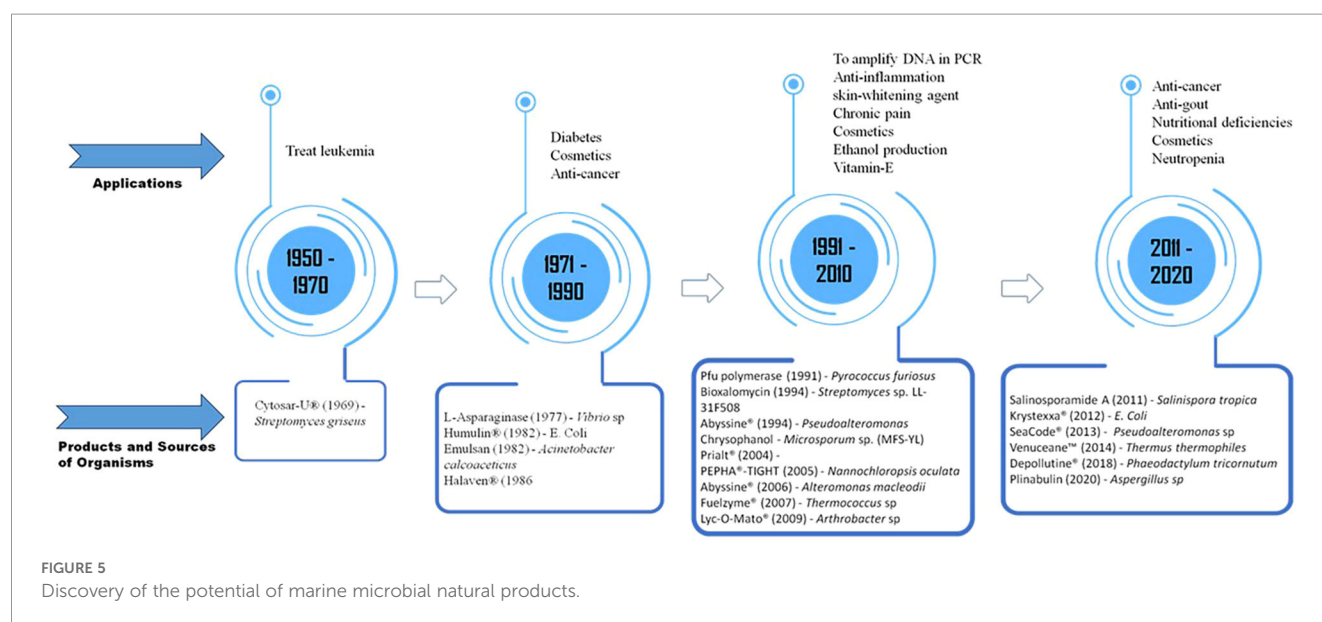 Applications
Treat leukemia
1950 -
1970
Cytosar-U® (1969) -
Streptomyces griseus
Diabetes
Cosmetics
Anti-cancer
1971 -
1990
L-Asparaginase (1977) - Vibrio sp
Humulin® (1982) - E. Coli
Emulsan (1982) - Acinetobacter
calcoaceticus
Halaven® (1986
To amplify DNA in PCR
Anti-inflammation
skin-whitening agent
Chronic pain
Cosmetics
Ethanol production
Vitamin-E
1991 -
2010
Pfu polymerase (1991) - Pyrococcus furiosus
Bioxalomycin (1994) - Streptomyces sp. LL-
31F508
Abyssine® (1994) - Pseudoalteromonas
Chrysophanol - Microsporum sp. (MFS-YL)
Prialt® (2004) -
PEPHA®-TIGHT (2005) - Nannochloropsis oculata
Abyssine® (2006) - Alteromonas macleodii
Fuelzyme® (2007) - Thermococcus sp
Lyc-O-Mato® (2009) - Arthrobacter sp
Anti-cancer
Anti-gout
Nutritional deficiencies
Cosmetics
Neutropenia
2011 -
2020
Salinosporamide A (2011) - Salinispora tropica
Krystexxa® (2012) - E. Coli
SeaCode® (2013) - Pseudoalteromonas sp
Venuceane™ (2014) - Thermus thermophiles
Depollutine® (2018) - Phaeodactylum tricornutum
Plinabulin (2020) - Aspergillus sp
Products and Sources
of Organisms
FIGURE 5
Discovery of the potential of marine microbial natural products.